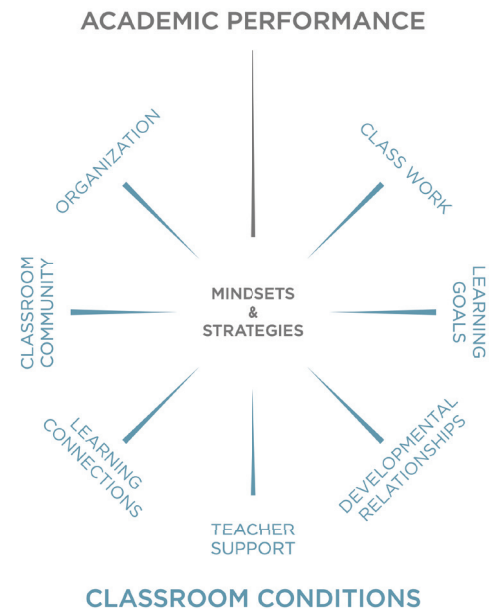 ACADEMIC PERFORMANCE
ORGANIZATION
CLASS WORK
CLASSROOM
COMMUNITY
MINDSETS
&
STRATEGIES
LEARNING
GOALS
LEARNING
CONNECTIONS
DEVELOPMENTAL
RELATIONSHIPS
TEACHER
SUPPORT
CLASSROOM CONDITIONS